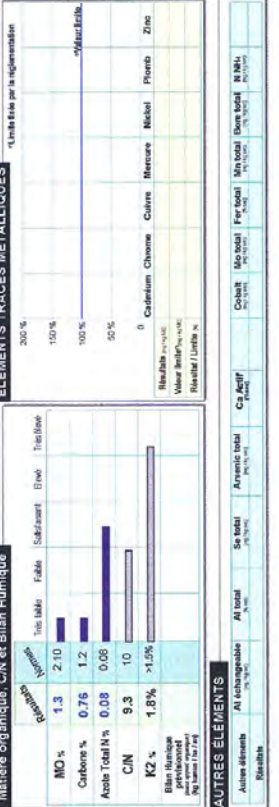 Matière organique, C/N et Bilan Humique
Résultats Normes Très faible Faible Satisfaisant Elevé Très élevé
MO % 1.3 2.10
Carbone % 0.76 1.2
Azote Total N % 0.08 0.08
C/N 9.3 10
K2 % 1.8% >1.5%
Bilan Humique
prévisionnel
ELEMENTS TRACES METALLIQUES
*Limite fixée par la réglementation
200 %
150 %
100 %
*Valeur limite
50 %
0
Cadmium Chrome Cuivre Mercure Nickel Plomb Zinc
Résultats
Valeur limite*
Résultat / Limite %
AUTRES ÉLÉMENTS
Autres éléments Al échangeable Al total Se total Arsenic total Ca Actif Cobalt Mo total Fer total Mn total Bore total N NH4
Résultats